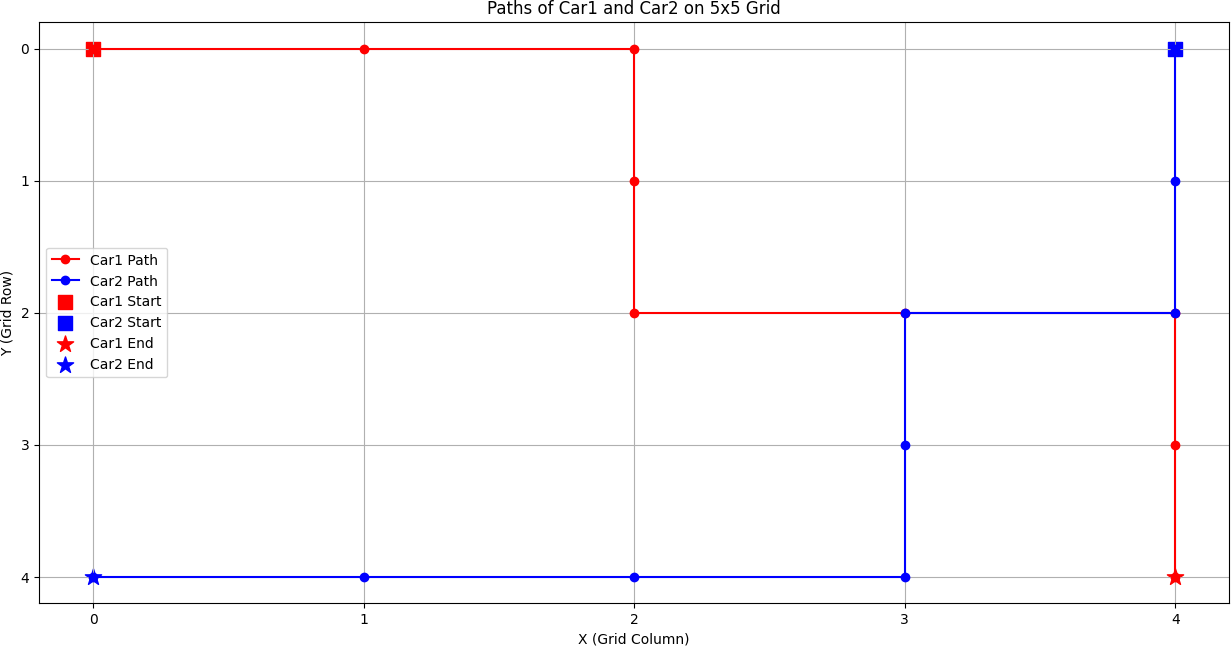 Paths of Car1 and Car2 on 5x5 Grid
0
1
2
3
4
Y (Grid Row)
Car1 Path
Car2 Path
Car1 Start
Car2 Start
Car1 End
Car2 End
0 1 2 3 4
X (Grid Column)